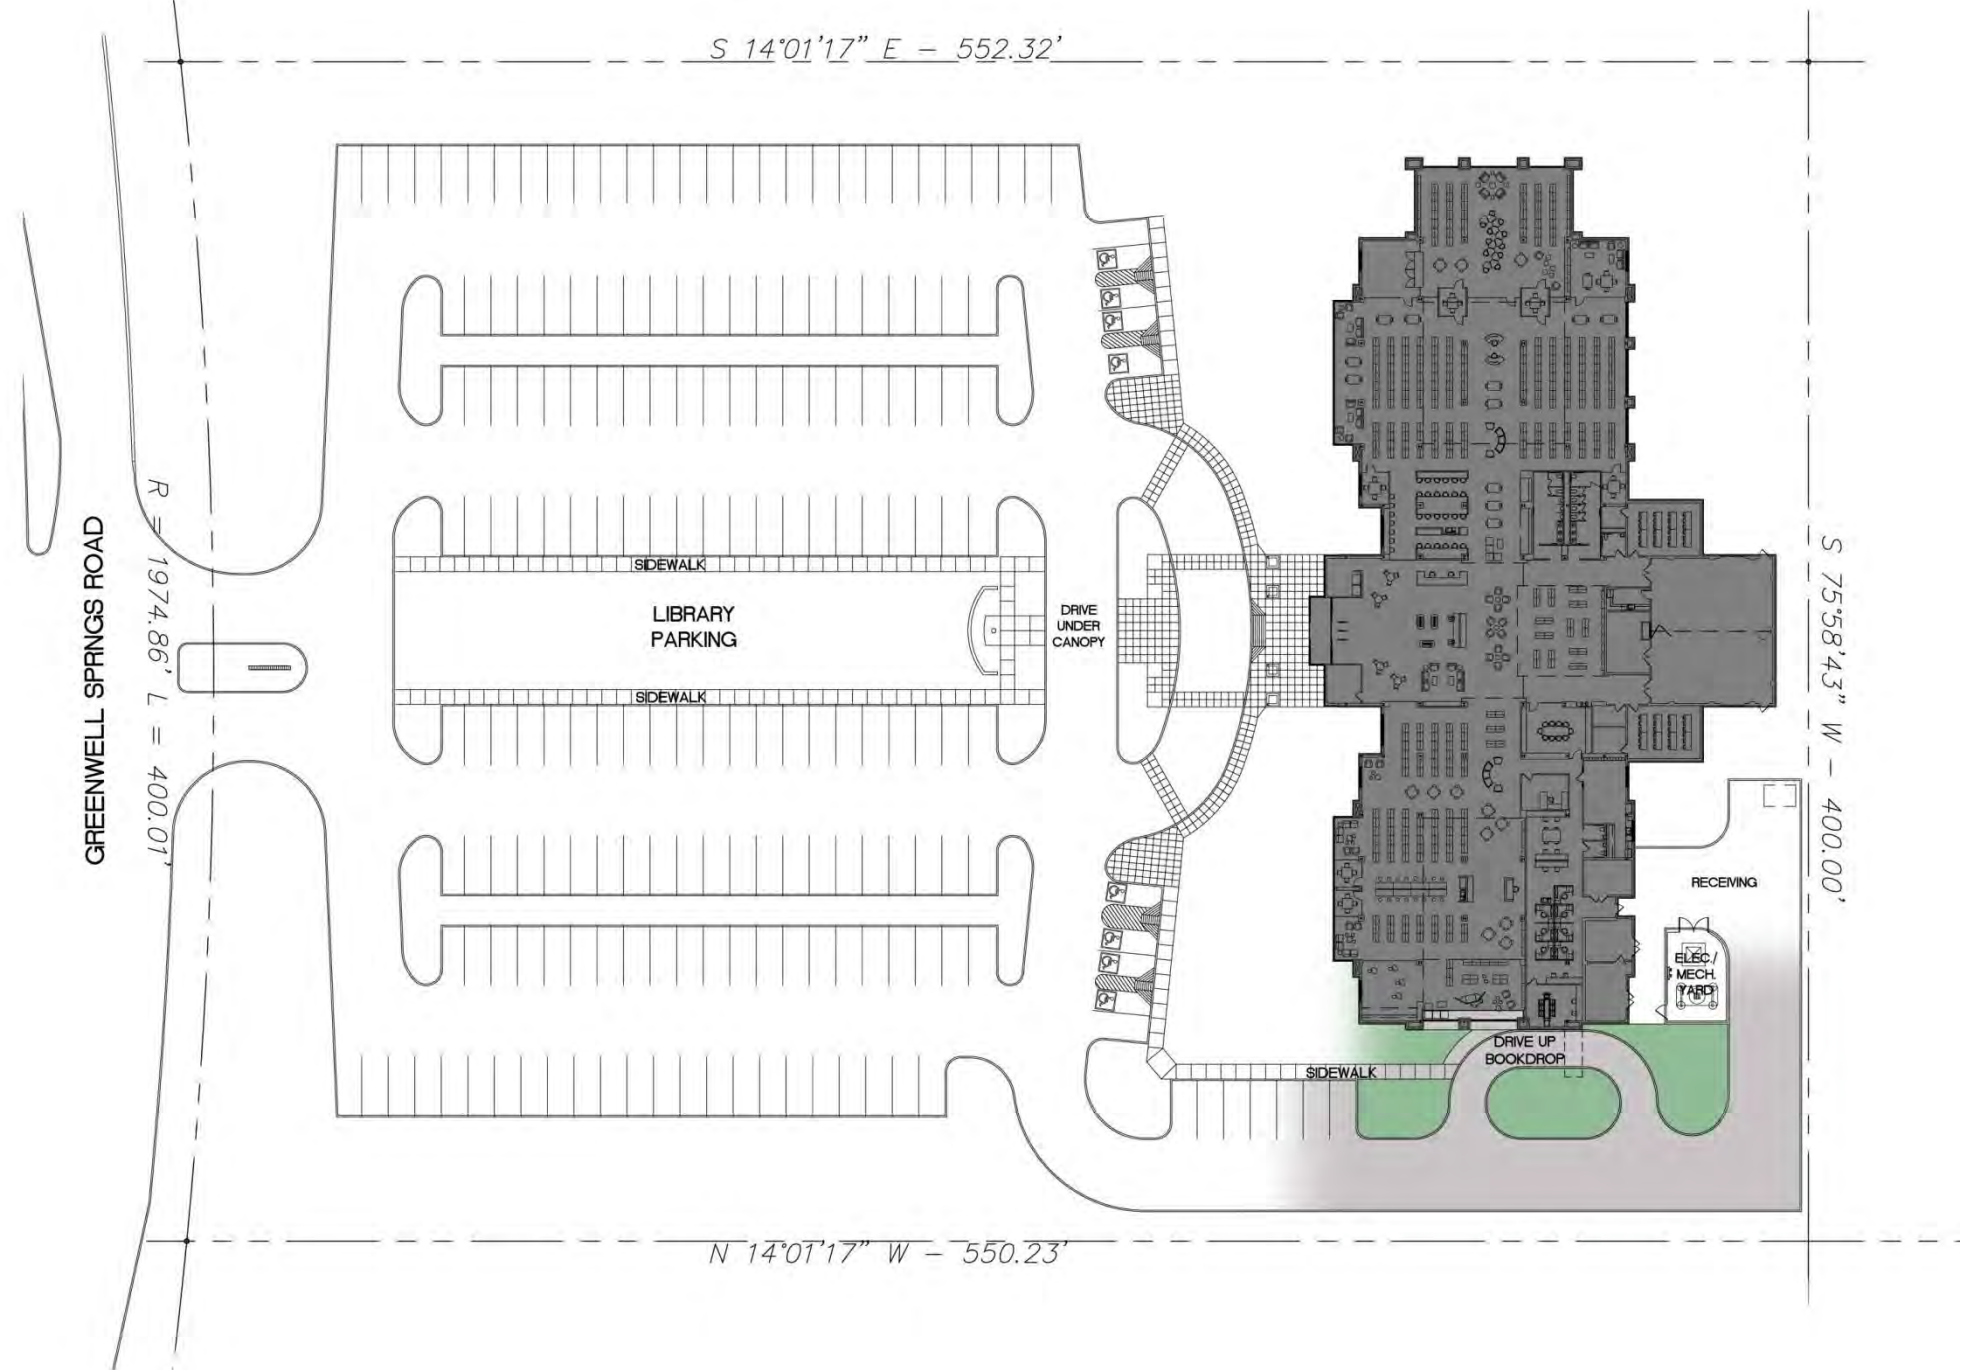 S 14°01'17" E - 552.32'
GREENWELL SPRNGS ROAD
R = 1974.86' L = 400.01'
SIDEWALK
LIBRARY
PARKING
SIDEWALK
DRIVE
UNDER
CANOPY
S 75°58'43" W - 400.00'
RECEIVING
ELEC./
MECH.
YARD
DRIVE UP
BOOKDROP
SIDEWALK
N 14°01'17" W - 550.23'